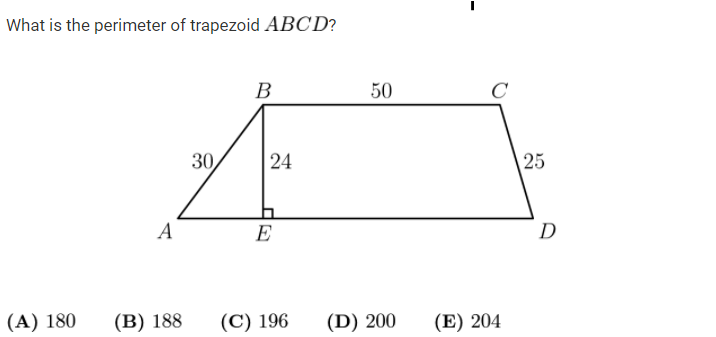 What is the perimeter of trapezoid ABCD?
B 50 C
30 24 25
A E D
(A) 180 (B) 188 (C) 196 (D) 200 (E) 204